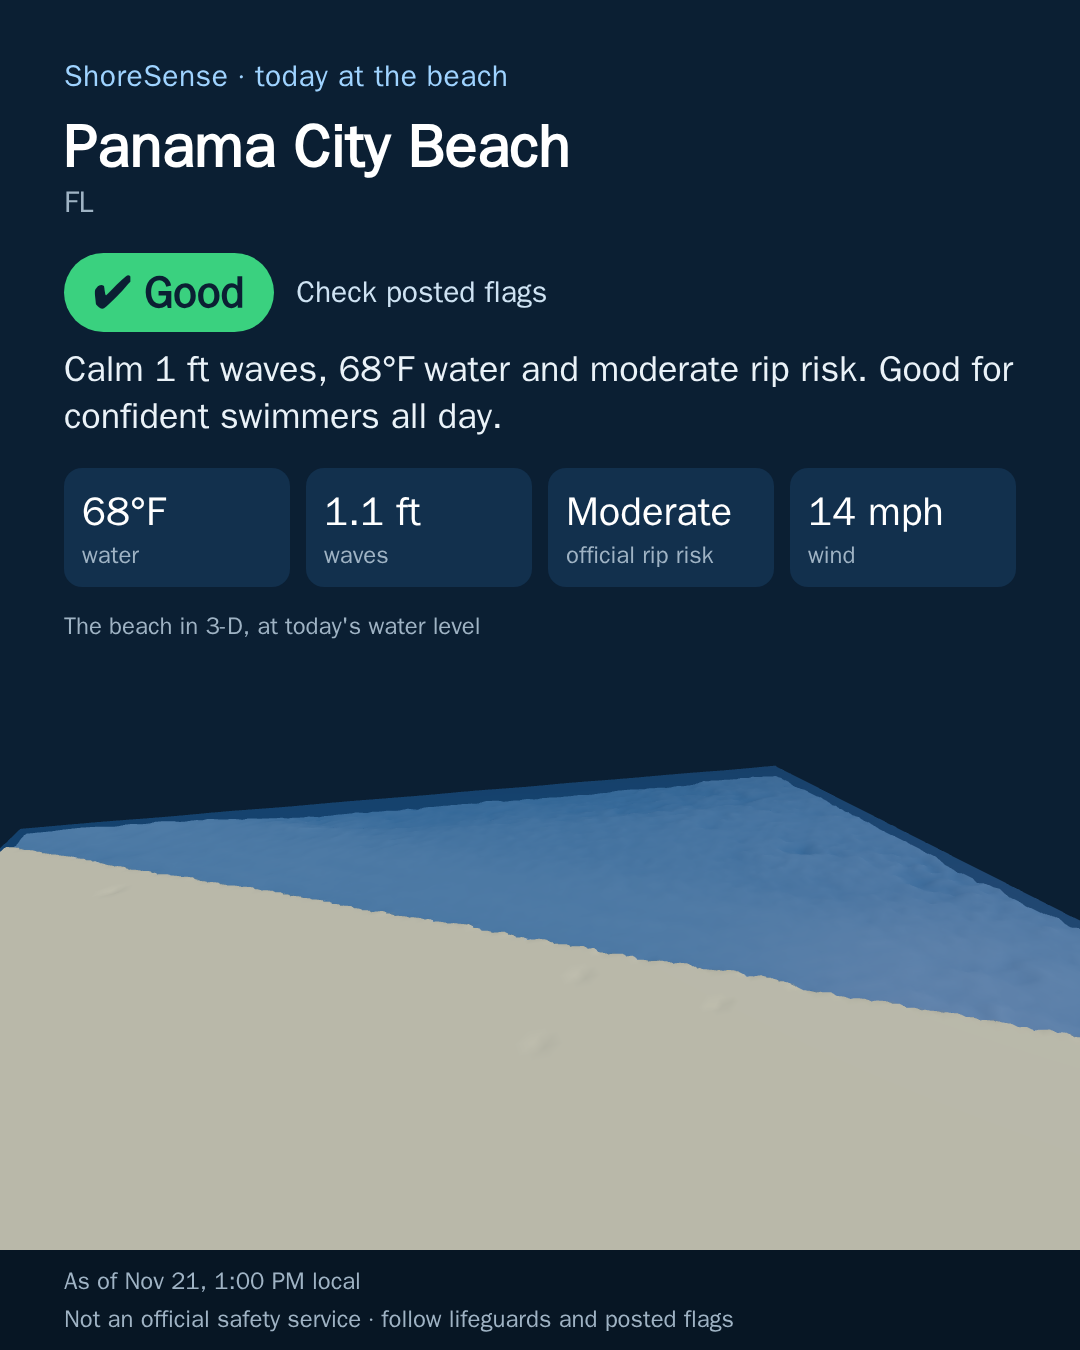 ShoreSense · today at the beach
Panama City Beach
FL
✔ Good
Check posted flags
Calm 1 ft waves, 68°F water and moderate rip risk. Good for
confident swimmers all day.
68°F
water
1.1 ft
waves
Moderate
official rip risk
14 mph
wind
The beach in 3-D, at today's water level
As of Nov 21, 1:00 PM local
Not an official safety service · follow lifeguards and posted flags